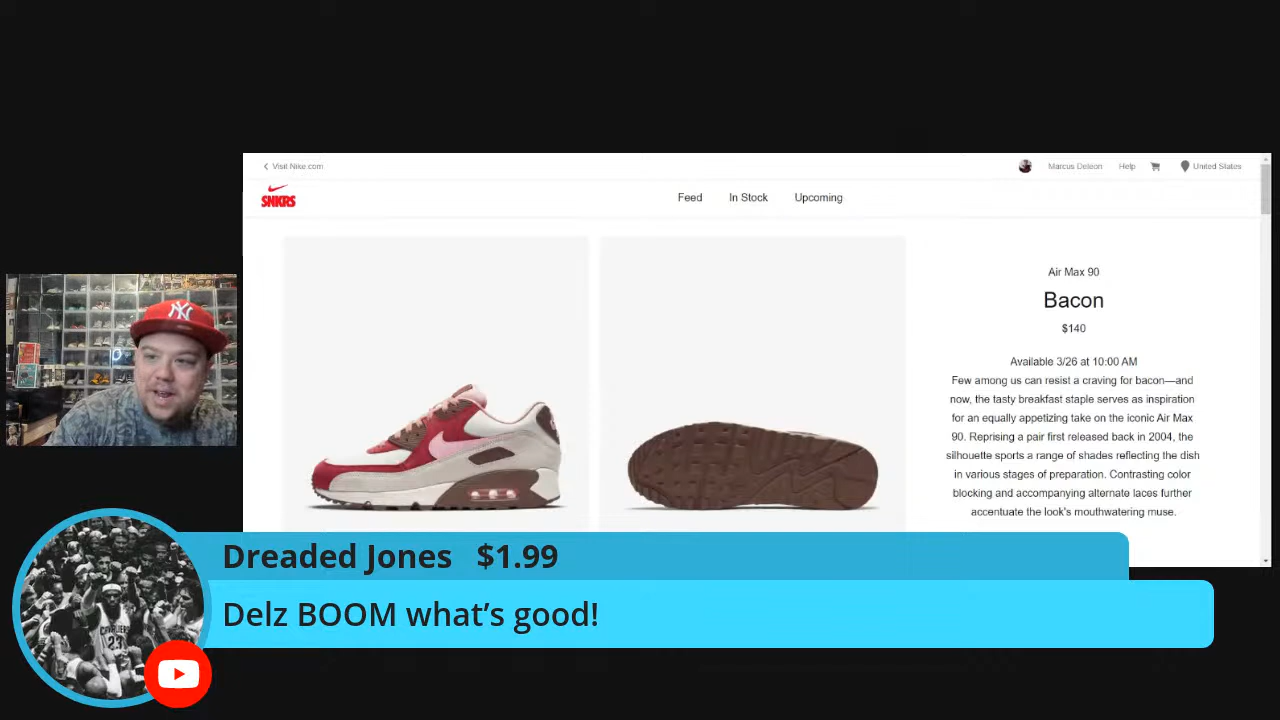 Visit Nike.com
Marcus Deleon Help United States
SNKRS
Feed In Stock Upcoming
Air Max 90
Bacon
$140
Available 3/26 at 10:00 AM
Few among us can resist a craving for bacon—and
now, the tasty breakfast staple serves as inspiration
for an equally appetizing take on the iconic Air Max
90. Reprising a pair first released back in 2004, the
silhouette sports a range of shades reflecting the dish
in various stages of preparation. Contrasting color
blocking and accompanying alternate laces further
accentuate the look's mouthwatering muse.
NY
Dreaded Jones $1.99
Delz BOOM what's good!
CAVALIERS
23